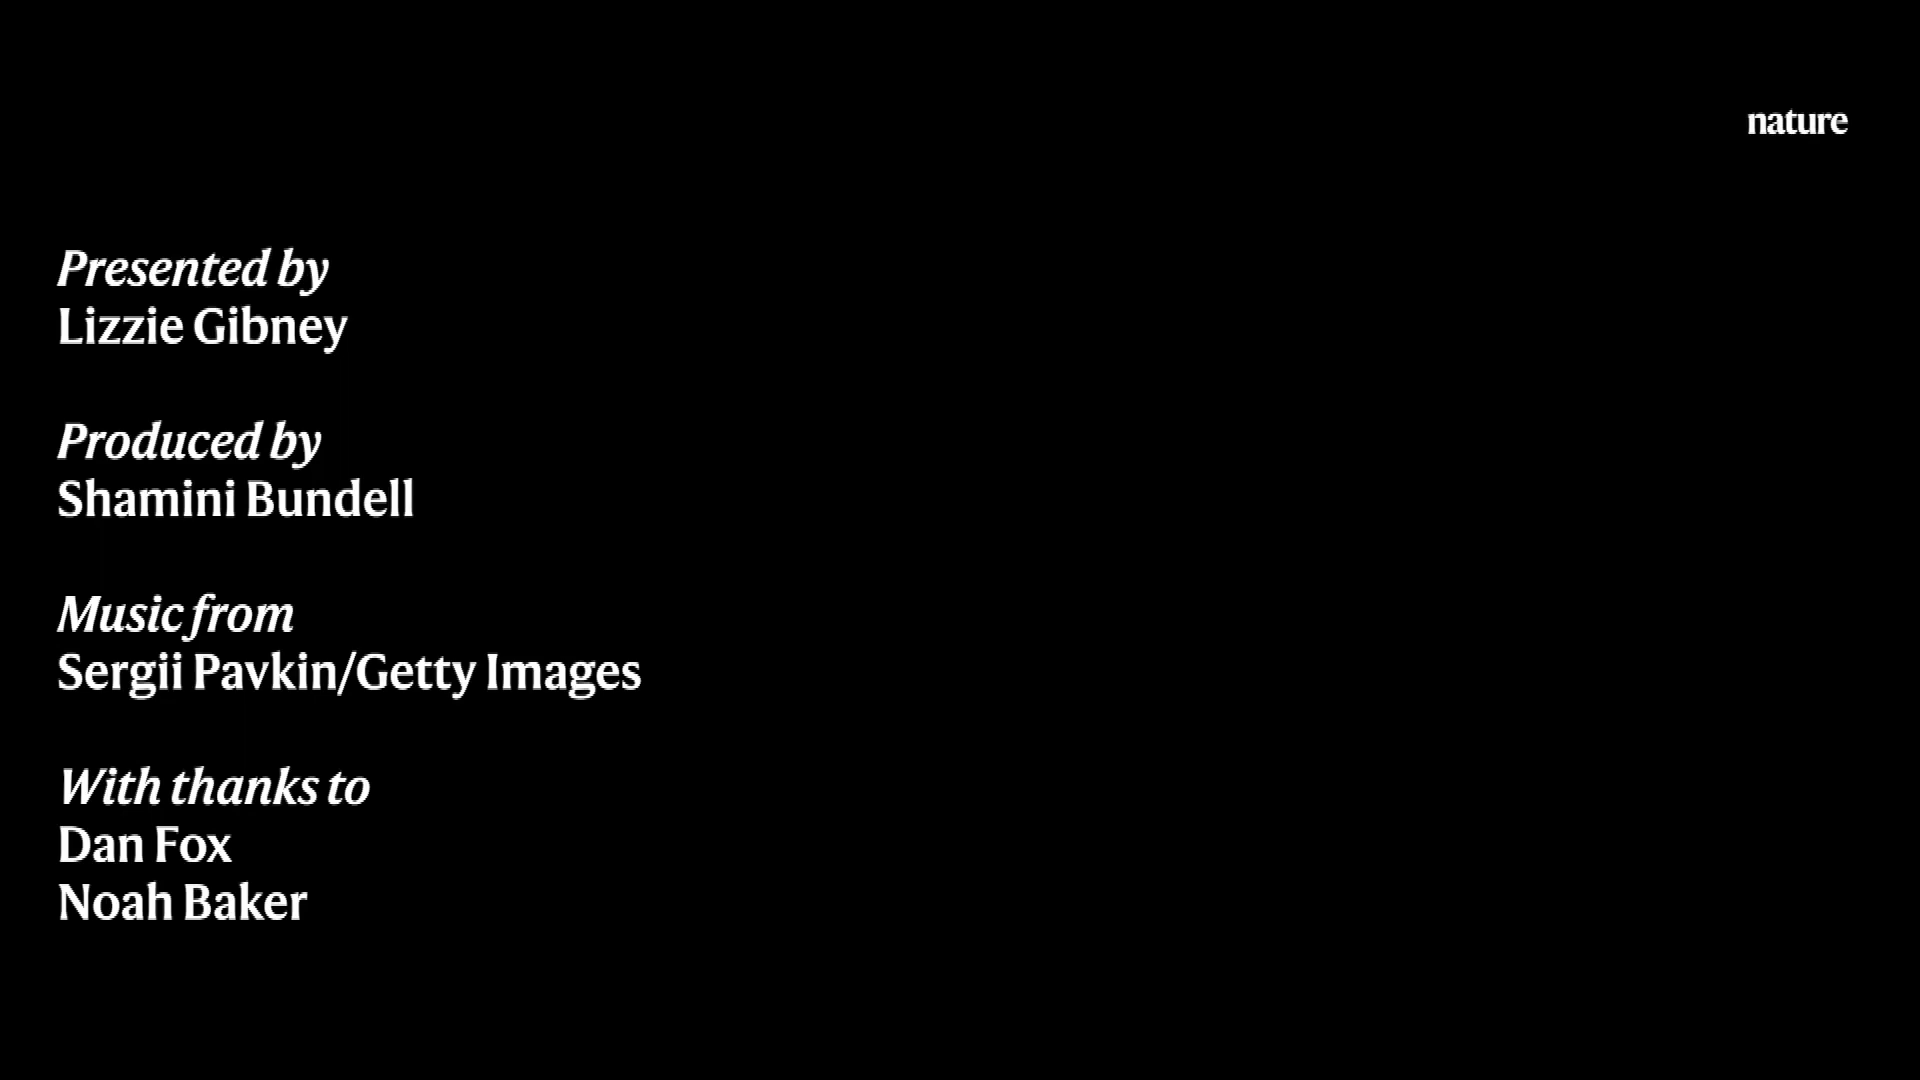 nature
Presented by
Lizzie Gibney
Produced by
Shamini Bundell
Music from
Sergii Pavkin/Getty Images
With thanks to
Dan Fox
Noah Baker